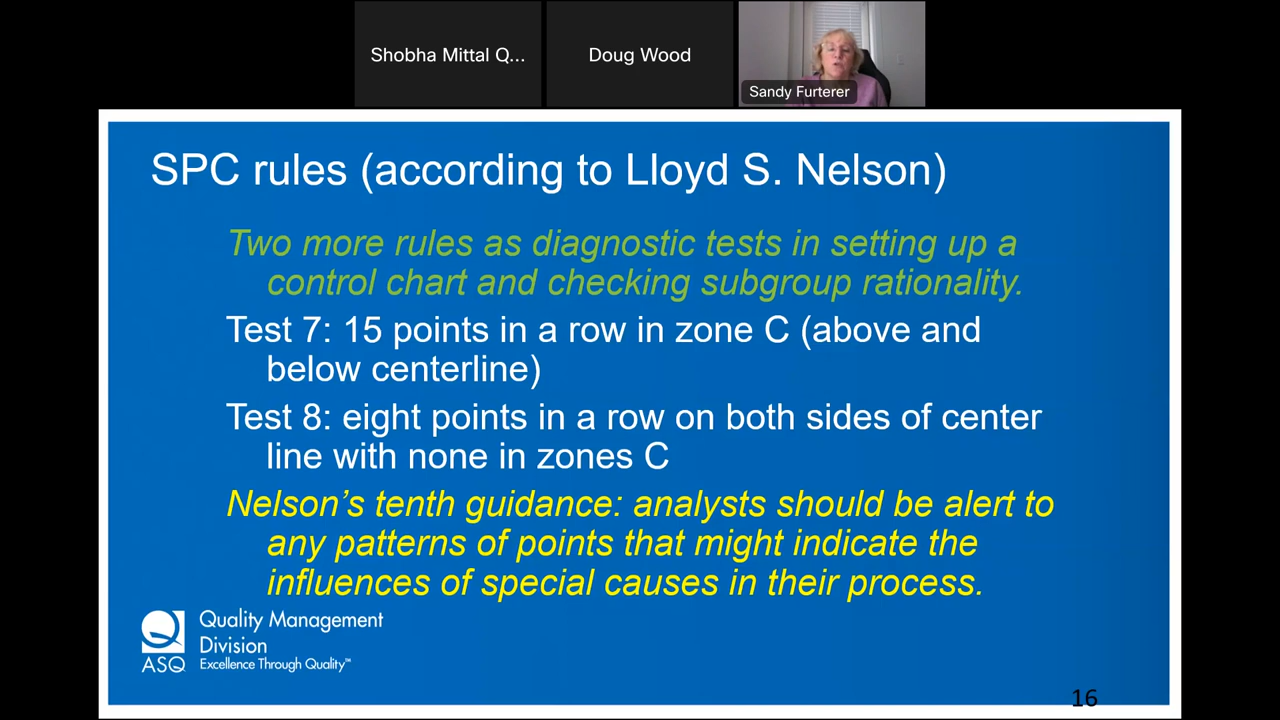 Shobha Mittal Q...
Doug Wood
Sandy Furterer
SPC rules (according to Lloyd S. Nelson)
Two more rules as diagnostic tests in setting up a
control chart and checking subgroup rationality.
Test 7: 15 points in a row in zone C (above and
below centerline)
Test 8: eight points in a row on both sides of center
line with none in zones C
Nelson’s tenth guidance: analysts should be alert to
any patterns of points that might indicate the
influences of special causes in their process.
Quality Management
Division
ASQ Excellence Through Quality™
16